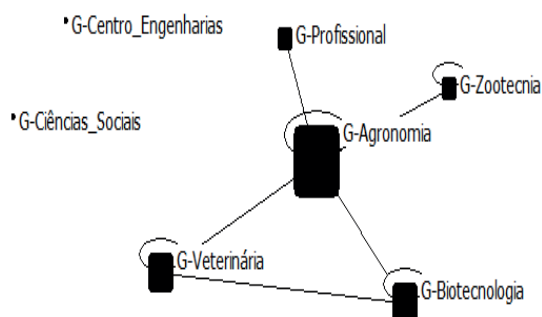 G-Centro_Engenharias
G-Profissional
G-Zootecnia
G-Ciências_Sociais
G-Agronomia
G-Veterinária
G-Biotecnologia